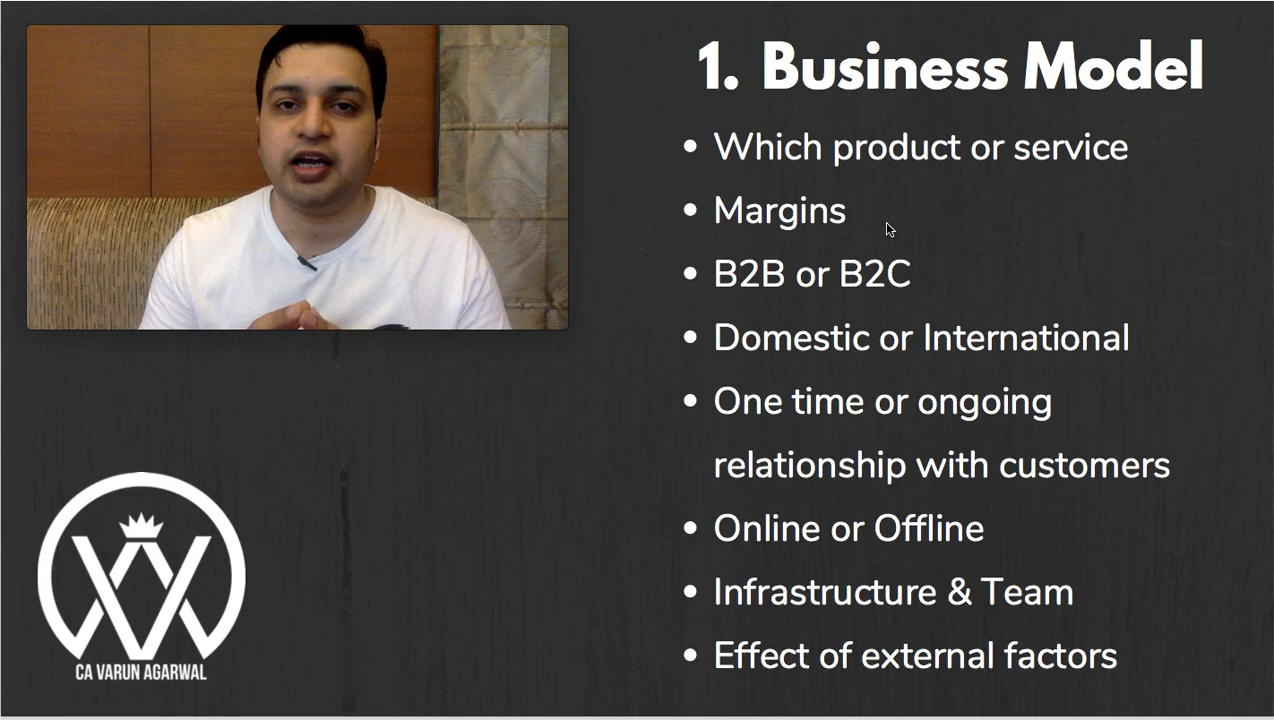 1. Business Model
• Which product or service
• Margins
• B2B or B2C
• Domestic or International
• One time or ongoing
relationship with customers
• Online or Offline
• Infrastructure & Team
• Effect of external factors
CA VARUN AGARWAL